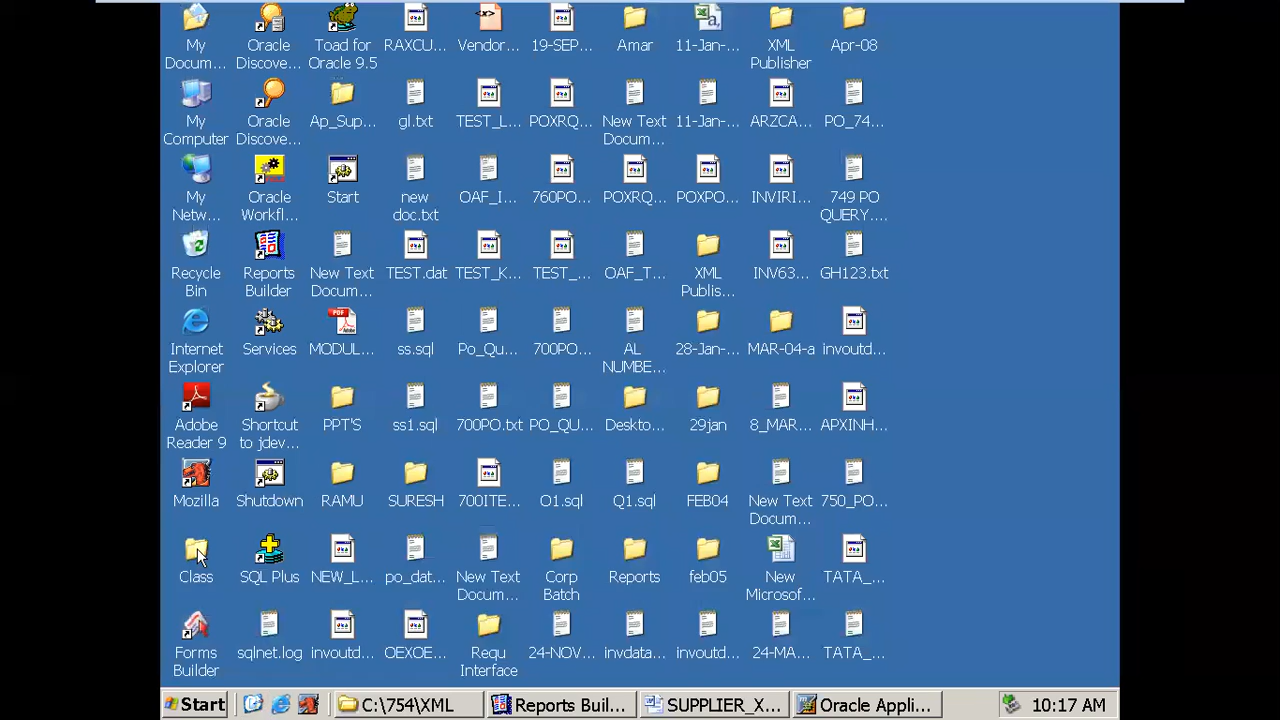 My Docum...
Oracle Discove...
Toad for Oracle 9.5
RAXCU...
Vendor...
19-SEP...
Amar
11-Jan-...
XML Publisher
Apr-08
My Computer
Oracle Discove...
Ap_Sup...
gl.txt
TEST_L...
POXRQ...
New Text Docum...
11-Jan-...
ARZCA...
PO_74...
My Netw...
Oracle Workfl...
Start
new doc.txt
OAF_I...
760PO...
POXRQ...
POXPO...
INVIRI...
749 PO QUERY....
Recycle Bin
Reports Builder
New Text Docum...
TEST.dat
TEST_K...
TEST_...
OAF_T...
XML Publis...
INV63...
GH123.txt
Internet Explorer
Services
MODUL...
ss.sql
Po_Qu...
700PO...
AL NUMBE...
28-Jan-...
MAR-04-a
invoutd...
Adobe Reader 9
Shortcut to jdev...
PPT'S
ss1.sql
700PO.txt
PO_QU...
Deskto...
29jan
8_MAR...
APXINH...
Mozilla
Shutdown
RAMU
SURESH
700ITE...
O1.sql
Q1.sql
FEB04
New Text Docum...
750_PO...
Class
SQL Plus
NEW_L...
po_dat...
New Text Docum...
Corp Batch
Reports
feb05
New Microsof...
TATA_...
Forms Builder
sqlnet.log
invoutd...
OEXOE...
Requ Interface
24-NOV...
invdata...
invoutd...
24-MA...
TATA_...
Start
C:\754\XML
Reports Buil...
SUPPLIER_X...
Oracle Appli...
10:17 AM